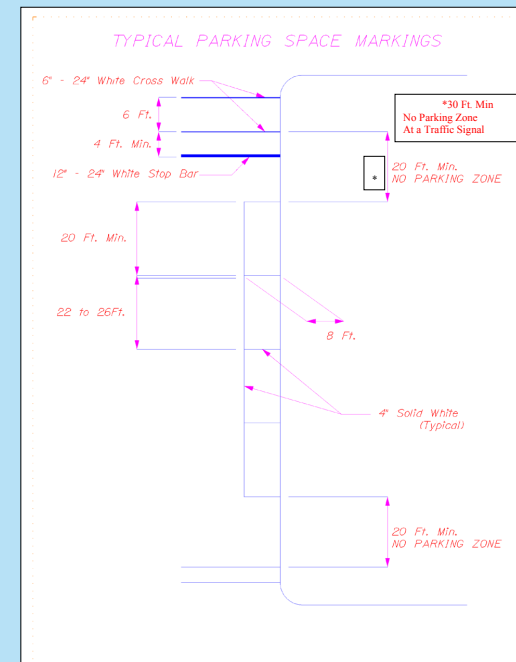 TYPICAL PARKING SPACE MARKINGS
6" - 24" White Cross Walk
6 Ft.
*30 Ft. Min
No Parking Zone
At a Traffic Signal
4 Ft. Min.
12" - 24" White Stop Bar
*
20 Ft. Min.
NO PARKING ZONE
20 Ft. Min.
22 to 26Ft.
8 Ft.
4" Solid White
(Typical)
20 Ft. Min.
NO PARKING ZONE